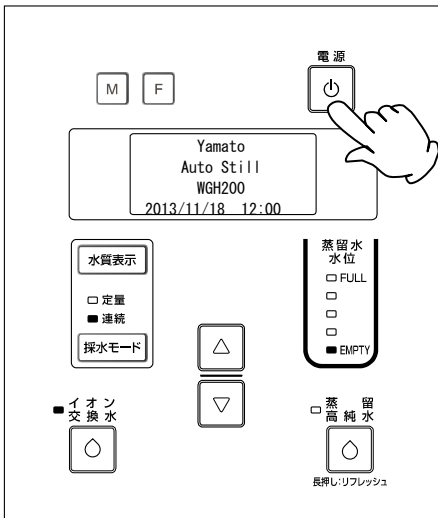 電源
M F
Yamato
Auto Still
WGH200
2013/11/18 12:00
水質表示
定量
連続
採水モード
蒸留水
水位
FULL
EMPTY
イオン
交換水
蒸留
高純水
長押し:リフレッシュ